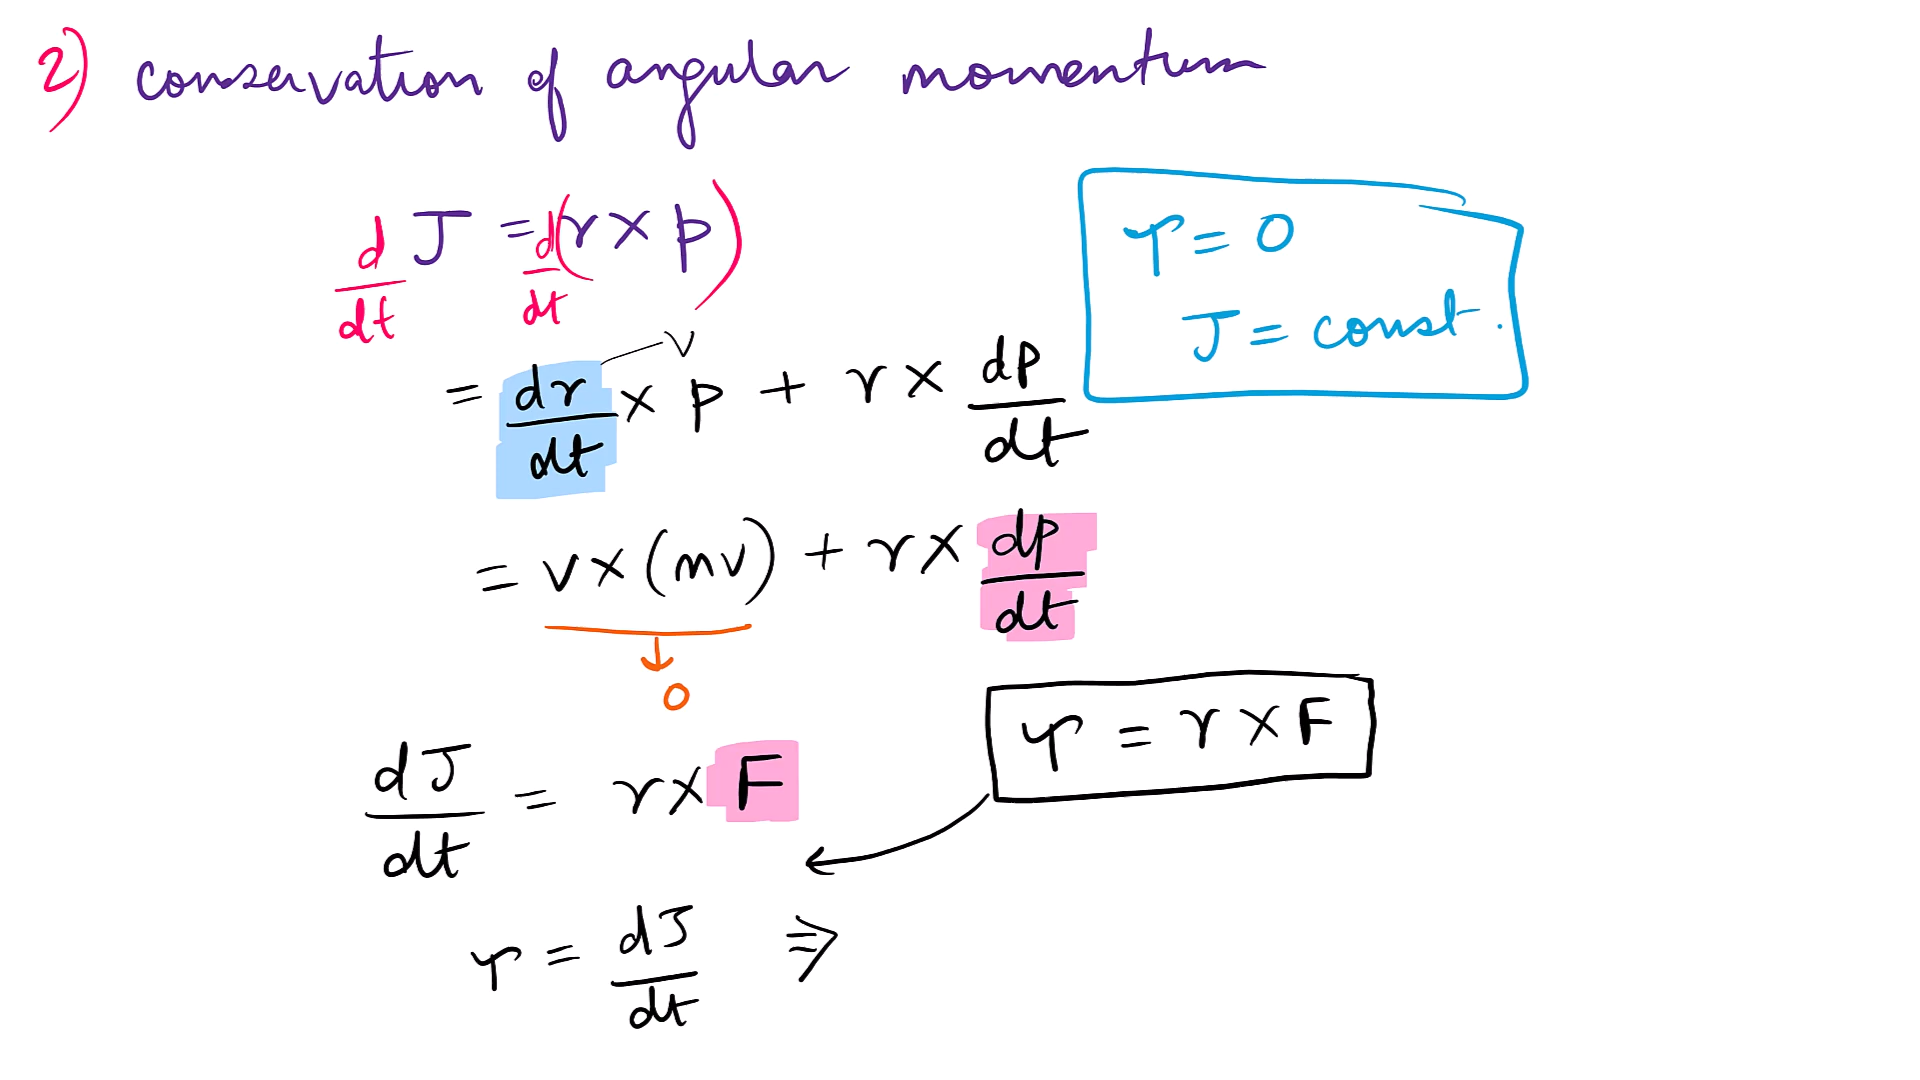 2) conservation of angular momentum
d/dt J = d/dt (r × p)
τ = 0
J = const.
v
= dr/dt × p + r × dp/dt
= v × (mv) + r × dp/dt
0
τ = r × F
dJ/dt = r × F
τ = dJ/dt ⇒